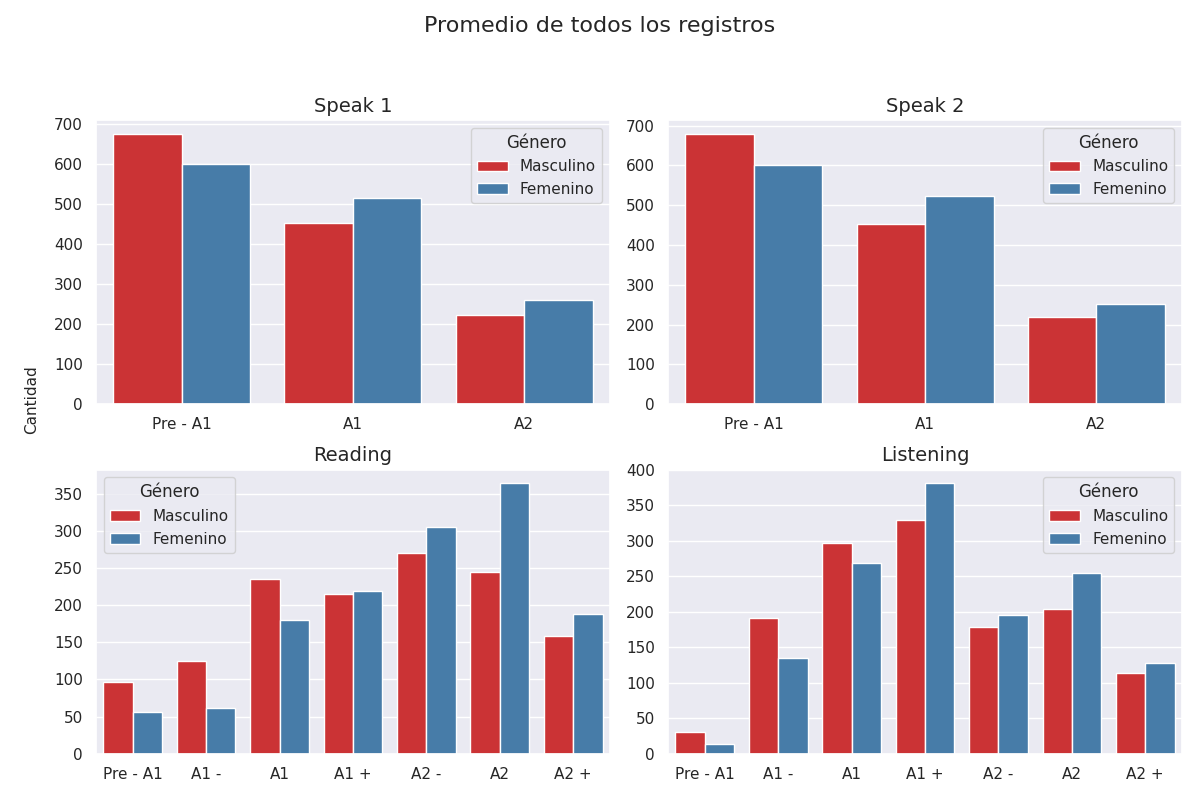 Promedio de todos los registros
Cantidad
Speak 1
700
600
500
400
300
200
100
0
Género
Masculino
Femenino
Pre - A1 A1 A2
Speak 2
700
600
500
400
300
200
100
0
Género
Masculino
Femenino
Pre - A1 A1 A2
Reading
350
300
250
200
150
100
50
0
Género
Masculino
Femenino
Pre - A1 A1 - A1 A1 + A2 - A2 A2 +
Listening
400
350
300
250
200
150
100
50
0
Género
Masculino
Femenino
Pre - A1 A1 - A1 A1 + A2 - A2 A2 +